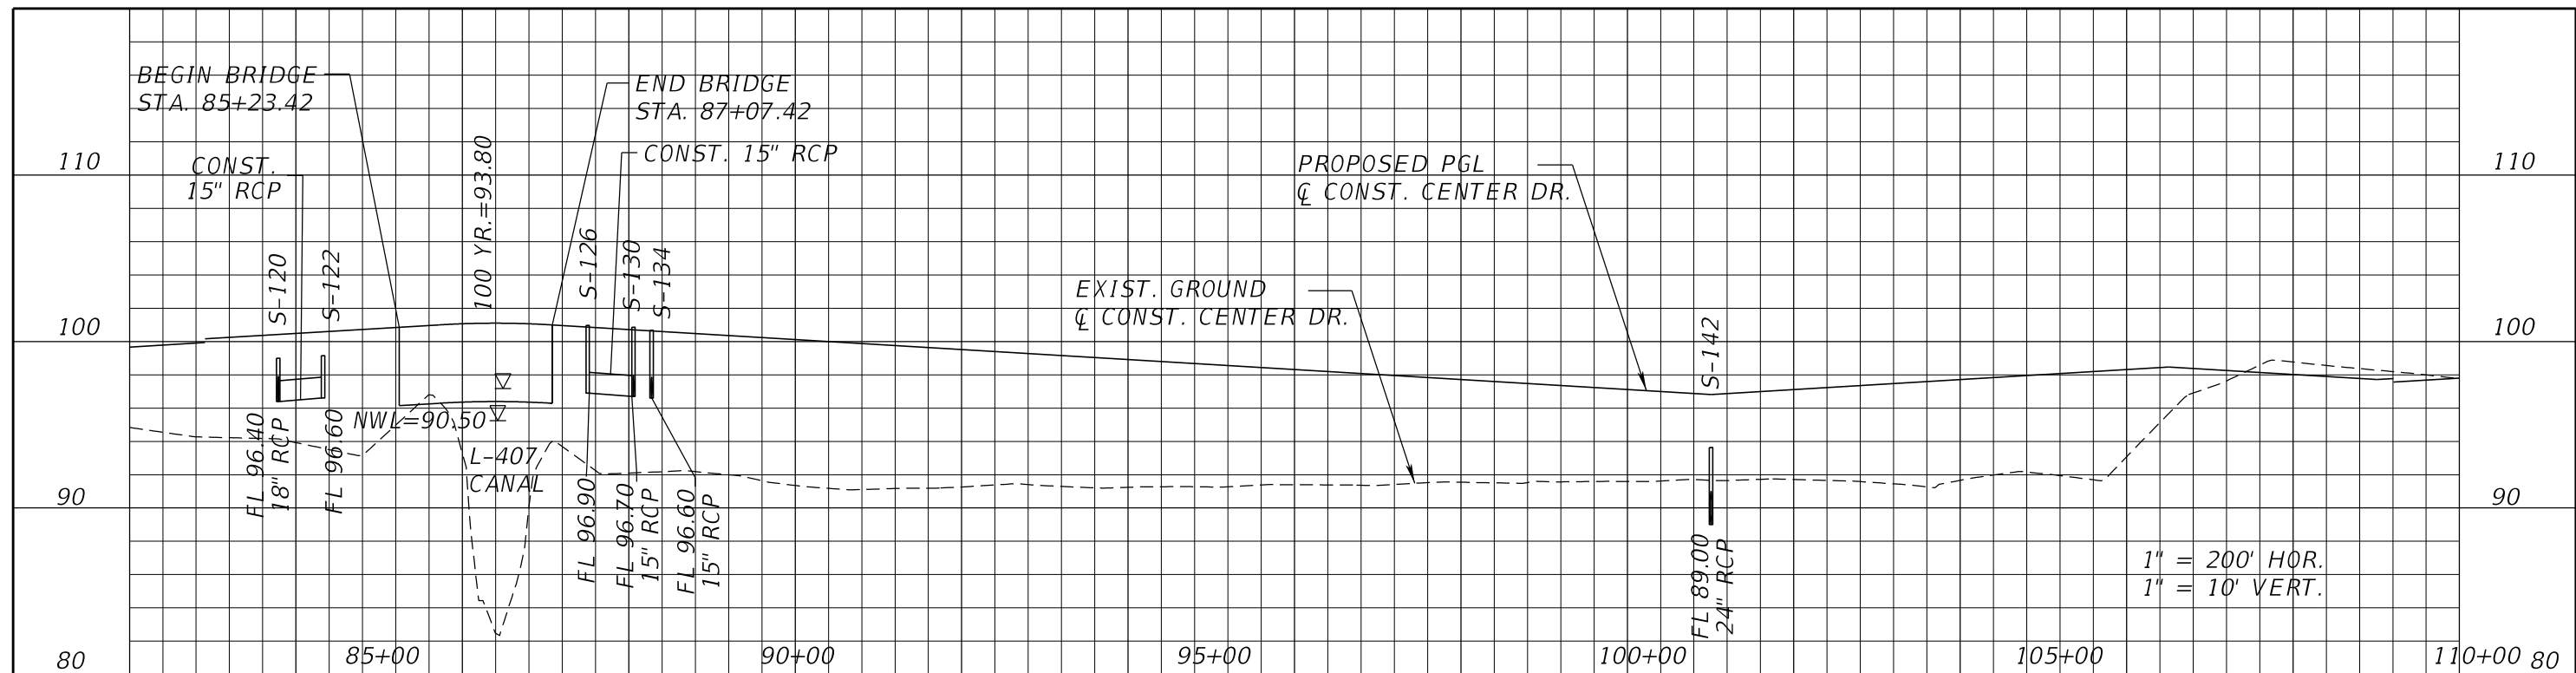 BEGIN BRIDGE
STA. 85+23.42
END BRIDGE
STA. 87+07.42
CONST. 15" RCP
CONST.
15" RCP
100 YR.=93.80
110
110
PROPOSED PGL
℄ CONST. CENTER DR.
S-120
S-122
S-126
S-130
S-134
EXIST. GROUND
℄ CONST. CENTER DR.
S-142
100
100
NWL=90.50
L-407
CANAL
FL 96.40
18" RCP
FL 96.60
FL 96.90
FL 96.70
15" RCP
FL 96.60
15" RCP
90
90
FL 89.00
24" RCP
1" = 200' HOR.
1" = 10' VERT.
80
85+00
90+00
95+00
100+00
105+00
110+00
80